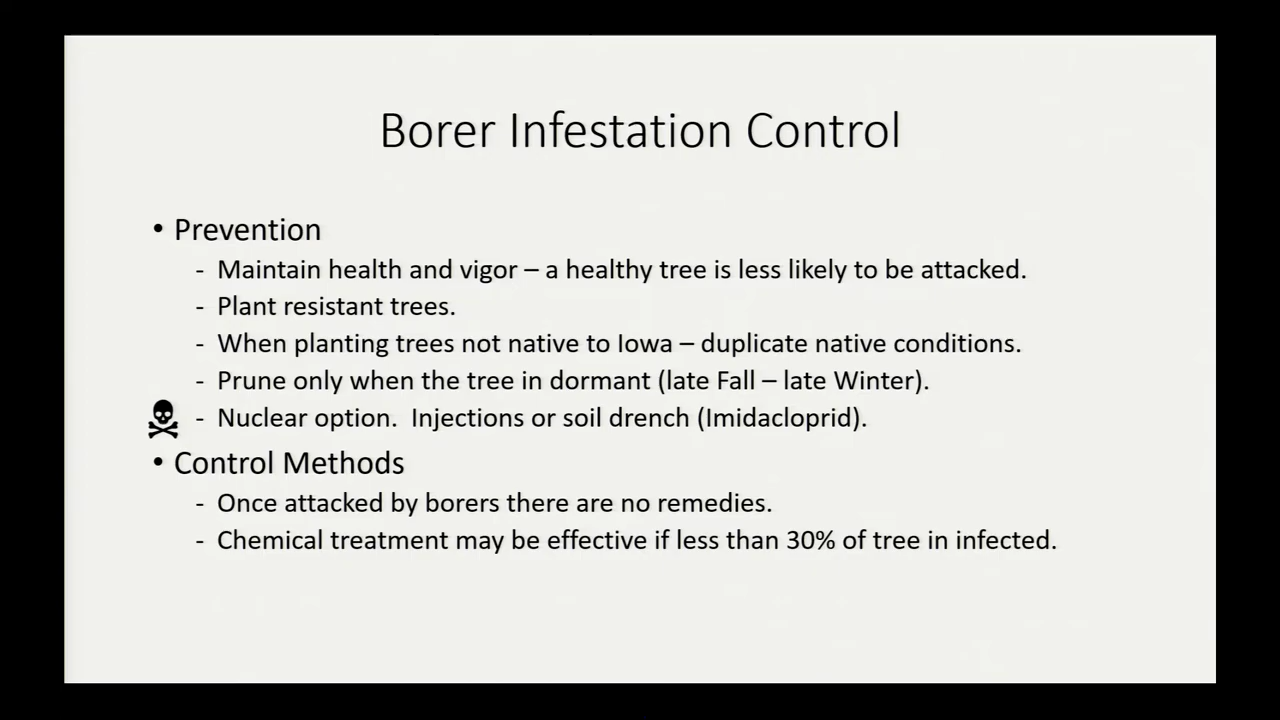 Borer Infestation Control
• Prevention
- Maintain health and vigor – a healthy tree is less likely to be attacked.
- Plant resistant trees.
- When planting trees not native to Iowa – duplicate native conditions.
- Prune only when the tree in dormant (late Fall – late Winter).
- Nuclear option.  Injections or soil drench (Imidacloprid).
• Control Methods
- Once attacked by borers there are no remedies.
- Chemical treatment may be effective if less than 30% of tree in infected.